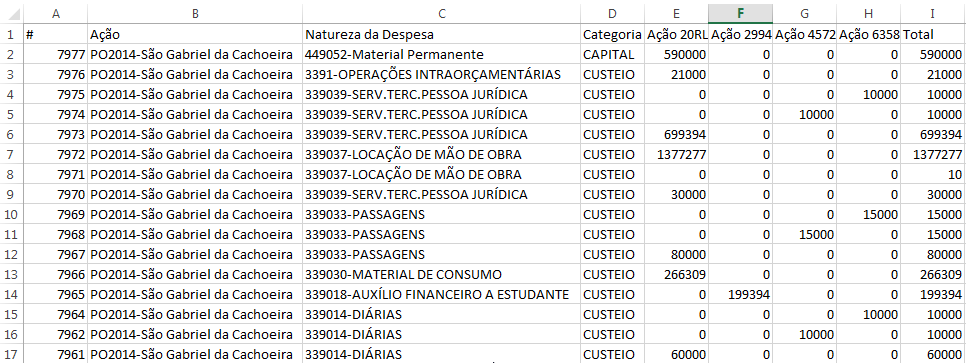 A B C D E F G H I
1 # Ação Natureza da Despesa Categoria Ação 20RL Ação 2994 Ação 4572 Ação 6358 Total
2 7977 PO2014-São Gabriel da Cachoeira 449052-Material Permanente CAPITAL 590000 0 0 0 590000
3 7976 PO2014-São Gabriel da Cachoeira 3391-OPERAÇÕES INTRAORÇAMENTÁRIAS CUSTEIO 21000 0 0 0 21000
4 7975 PO2014-São Gabriel da Cachoeira 339039-SERV.TERC.PESSOA JURÍDICA CUSTEIO 0 0 0 10000 10000
5 7974 PO2014-São Gabriel da Cachoeira 339039-SERV.TERC.PESSOA JURÍDICA CUSTEIO 0 0 10000 0 10000
6 7973 PO2014-São Gabriel da Cachoeira 339039-SERV.TERC.PESSOA JURÍDICA CUSTEIO 699394 0 0 0 699394
7 7972 PO2014-São Gabriel da Cachoeira 339037-LOCAÇÃO DE MÃO DE OBRA CUSTEIO 1377277 0 0 0 1377277
8 7971 PO2014-São Gabriel da Cachoeira 339037-LOCAÇÃO DE MÃO DE OBRA CUSTEIO 0 0 0 0 10
9 7970 PO2014-São Gabriel da Cachoeira 339039-SERV.TERC.PESSOA JURÍDICA CUSTEIO 30000 0 0 0 30000
10 7969 PO2014-São Gabriel da Cachoeira 339033-PASSAGENS CUSTEIO 0 0 0 15000 15000
11 7968 PO2014-São Gabriel da Cachoeira 339033-PASSAGENS CUSTEIO 0 0 15000 0 15000
12 7967 PO2014-São Gabriel da Cachoeira 339033-PASSAGENS CUSTEIO 80000 0 0 0 80000
13 7966 PO2014-São Gabriel da Cachoeira 339030-MATERIAL DE CONSUMO CUSTEIO 266309 0 0 0 266309
14 7965 PO2014-São Gabriel da Cachoeira 339018-AUXÍLIO FINANCEIRO A ESTUDANTE CUSTEIO 0 199394 0 0 199394
15 7964 PO2014-São Gabriel da Cachoeira 339014-DIÁRIAS CUSTEIO 0 0 0 10000 10000
16 7962 PO2014-São Gabriel da Cachoeira 339014-DIÁRIAS CUSTEIO 0 0 10000 0 10000
17 7961 PO2014-São Gabriel da Cachoeira 339014-DIÁRIAS CUSTEIO 60000 0 0 0 60000